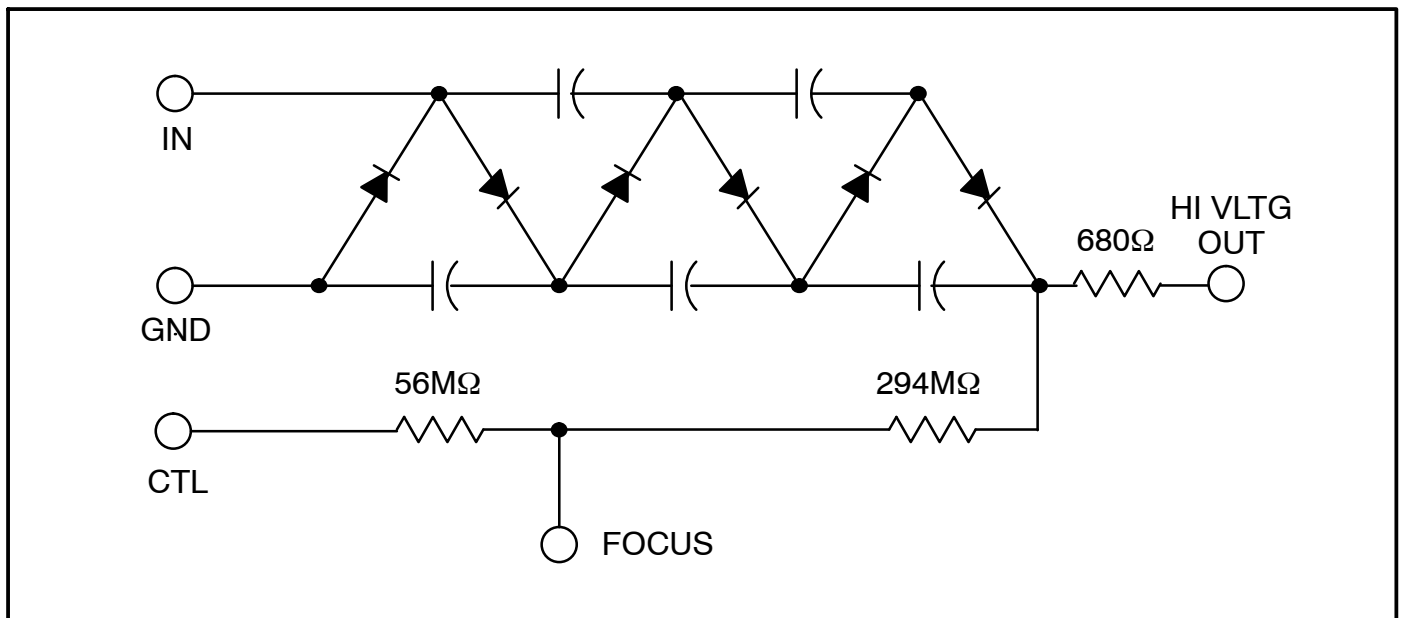 IN
HI VLTG
OUT
680Ω
GND
56MΩ
294MΩ
CTL
FOCUS